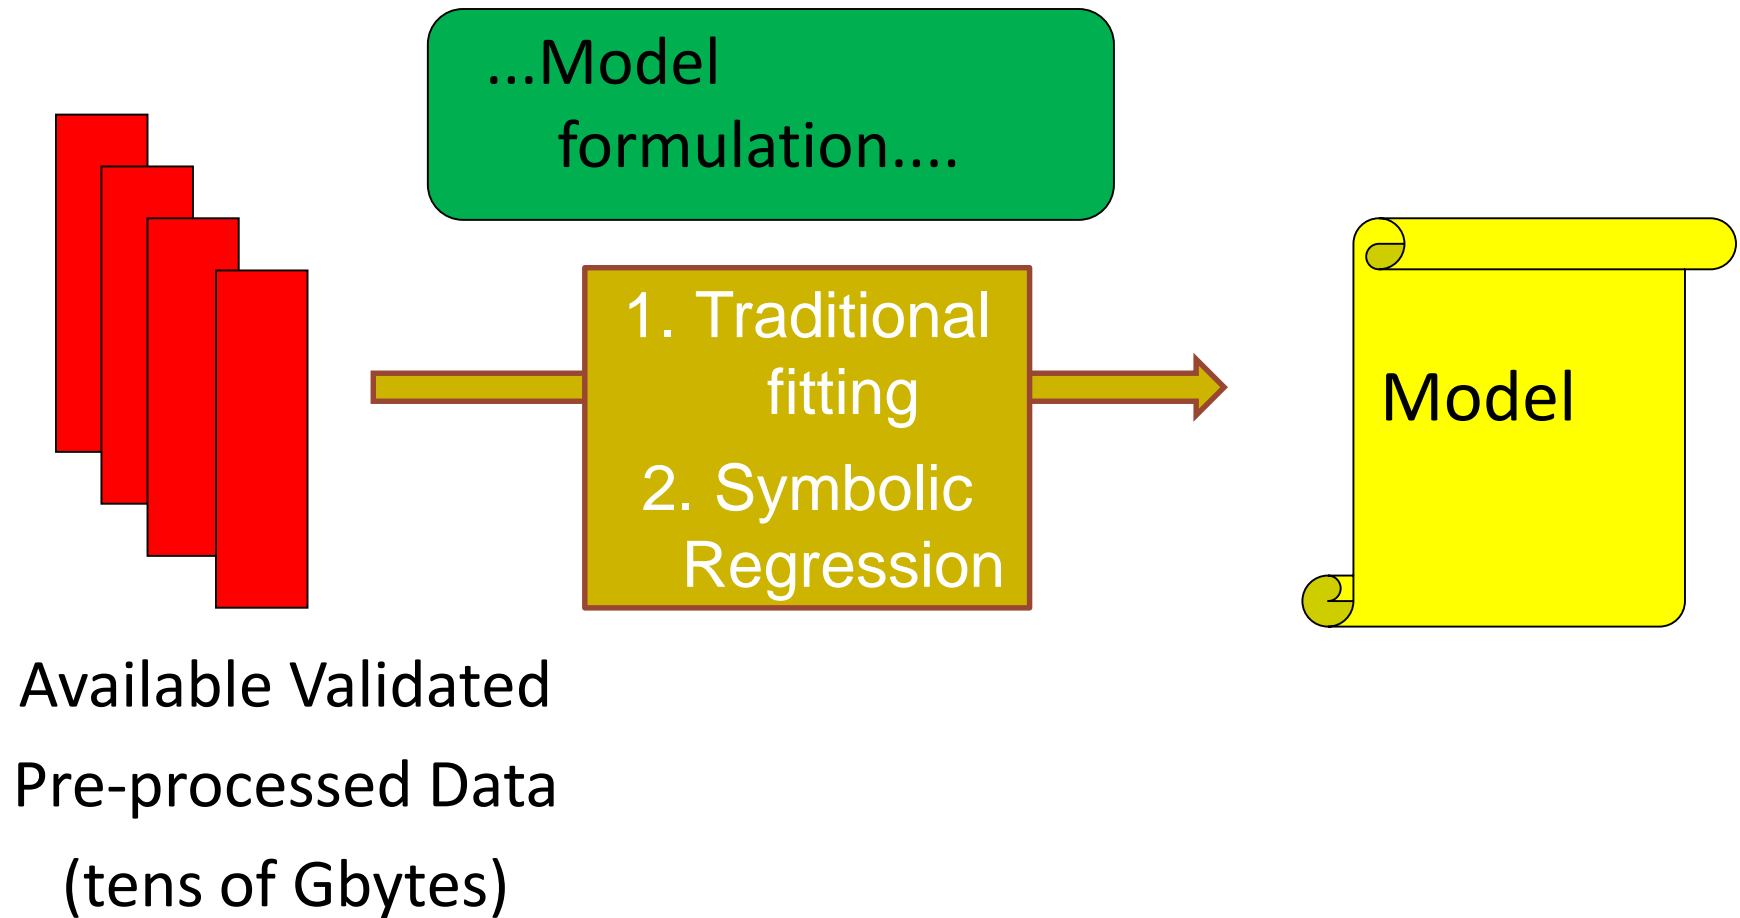 ...Model
formulation....
1. Traditional
fitting
2. Symbolic
Regression
Model
Available Validated
Pre-processed Data
(tens of Gbytes)